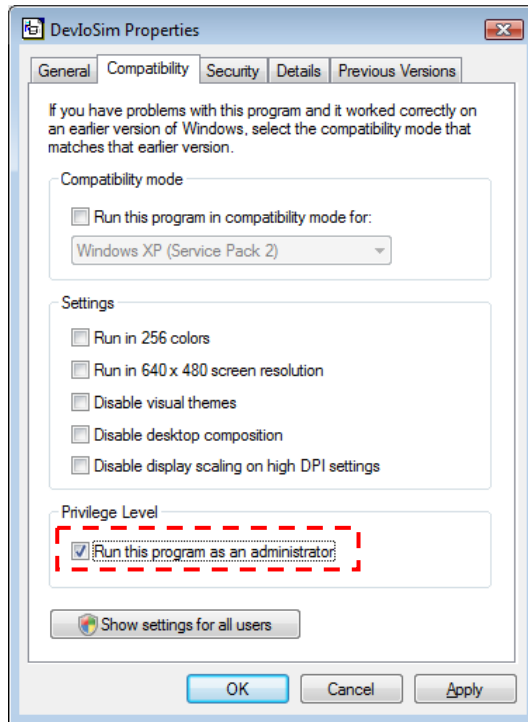 DevIoSim Properties
General Compatibility Security Details Previous Versions
If you have problems with this program and it worked correctly on
an earlier version of Windows, select the compatibility mode that
matches that earlier version.
Compatibility mode
Run this program in compatibility mode for:
Windows XP (Service Pack 2)
Settings
Run in 256 colors
Run in 640 x 480 screen resolution
Disable visual themes
Disable desktop composition
Disable display scaling on high DPI settings
Privilege Level
Run this program as an administrator
Show settings for all users
OK Cancel Apply